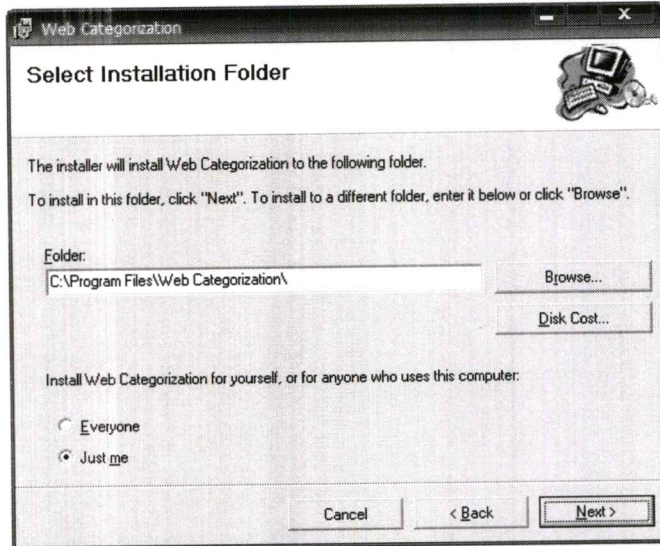 Web Categorization
Select Installation Folder
The installer will install Web Categorization to the following folder.
To install in this folder, click "Next". To install to a different folder, enter it below or click "Browse".
Folder:
C:\Program Files\Web Categorization\
Browse...
Disk Cost...
Install Web Categorization for yourself, or for anyone who uses this computer:
Everyone
Just me
Cancel
< Back
Next >